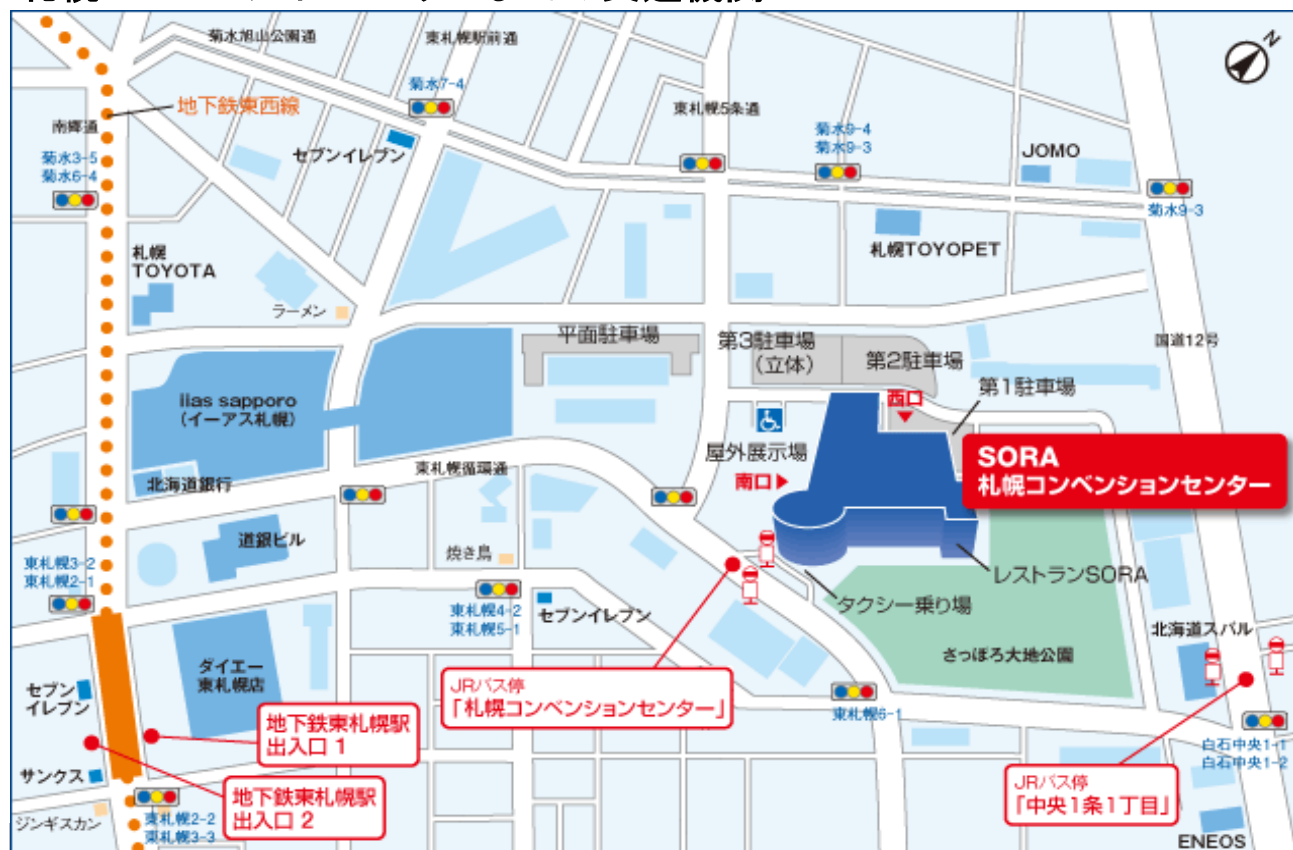 菊水旭山公園通
東札幌駅前通
N
菊水7-4
地下鉄東西線
東札幌5条通
南郷通
菊水9-4
菊水9-3
セブンイレブン
JOMO
菊水3-5
菊水6-4
菊水9-3
札幌
TOYOTA
札幌TOYOPET
ラーメン
平面駐車場
第3駐車場
(立体)
第2駐車場
国道12号
第1駐車場
西口
iias sapporo
(イーアス札幌)
屋外展示場
SORA
札幌コンベンションセンター
東札幌循環通
南口
北海道銀行
道銀ビル
焼き鳥
東札幌3-2
東札幌2-1
レストランSORA
タクシー乗り場
東札幌4-2
東札幌5-1
セブンイレブン
北海道スバル
さっぽろ大地公園
ダイエー
東札幌店
セブン
イレブン
JRバス停
「札幌コンベンションセンター」
東札幌6-1
地下鉄東札幌駅
出入口 1
白石中央1-1
白石中央1-2
サンクス
JRバス停
「中央1条1丁目」
地下鉄東札幌駅
出入口 2
ジンギスカン
東札幌2-2
東札幌3-3
ENEOS